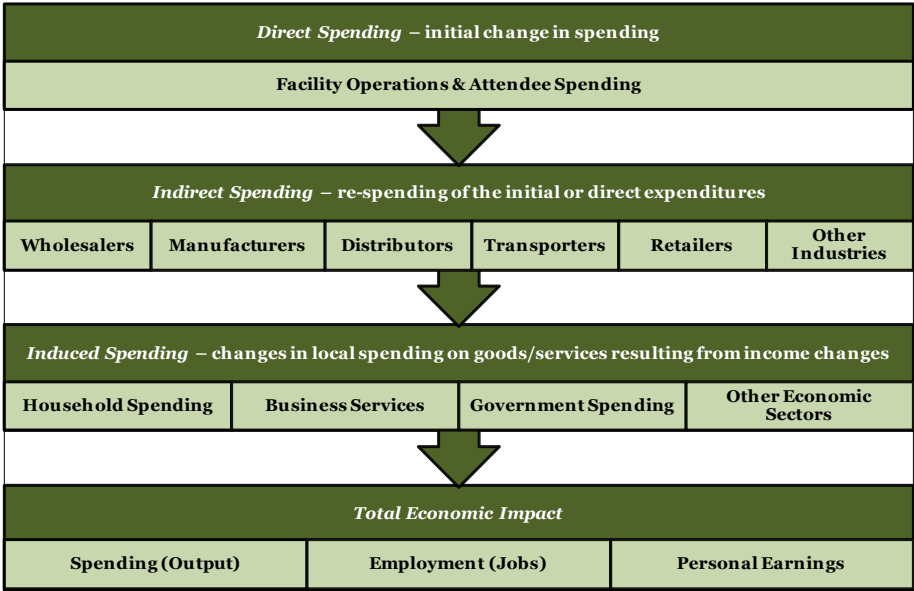 Direct Spending – initial change in spending
Facility Operations & Attendee Spending
Indirect Spending – re-spending of the initial or direct expenditures
Wholesalers
Manufacturers
Distributors
Transporters
Retailers
Other
Industries
Induced Spending – changes in local spending on goods/services resulting from income changes
Household Spending
Business Services
Government Spending
Other Economic
Sectors
Total Economic Impact
Spending (Output)
Employment (Jobs)
Personal Earnings